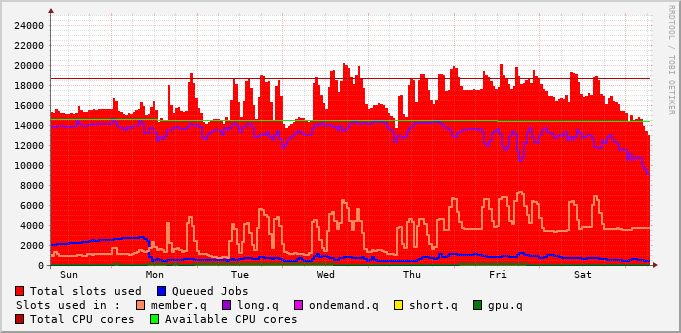 RRDTOOL / TOBI OETIKER
24000
22000
20000
18000
16000
14000
12000
10000
8000
6000
4000
2000
0
Sun Mon Tue Wed Thu Fri Sat
Total slots used Queued Jobs
Slots used in : member.q long.q ondemand.q short.q gpu.q
Total CPU cores Available CPU cores